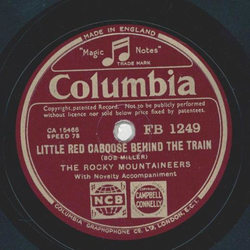 MADE IN ENGLAND
"Magic Notes"
TRADE MARK
Columbia
Copyright, patented Record. Not to be publicly performed
without licence nor sold below price fixed by patentees.
CA 15465
SPEED 78
FB 1249
LITTLE RED CABOOSE BEHIND THE TRAIN
(BOB MILLER)
THE ROCKY MOUNTAINEERS
With Novelty Accompaniment
NCB
CAMPBELL
CONNELLY
COLUMBIA GRAPHOPHONE Co. LTD. LONDON. E.C.1